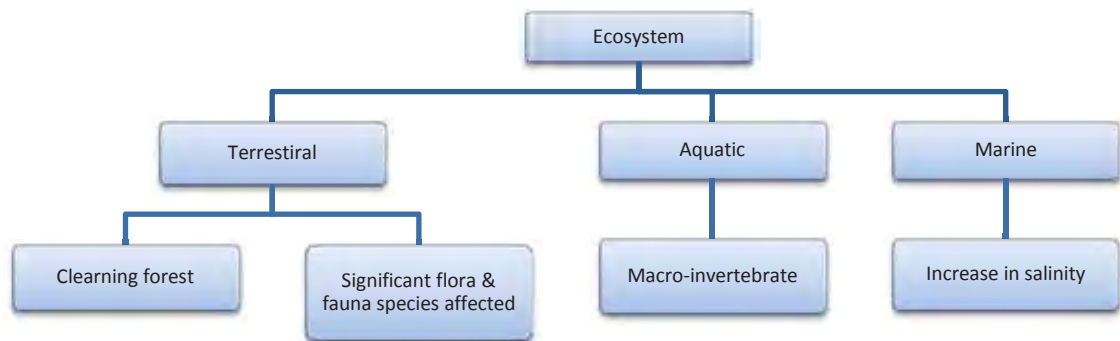 Ecosystem
Terrestiral
Aquatic
Marine
Clearning forest
Significant flora &
fauna species affected
Macro-invertebrate
Increase in salinity